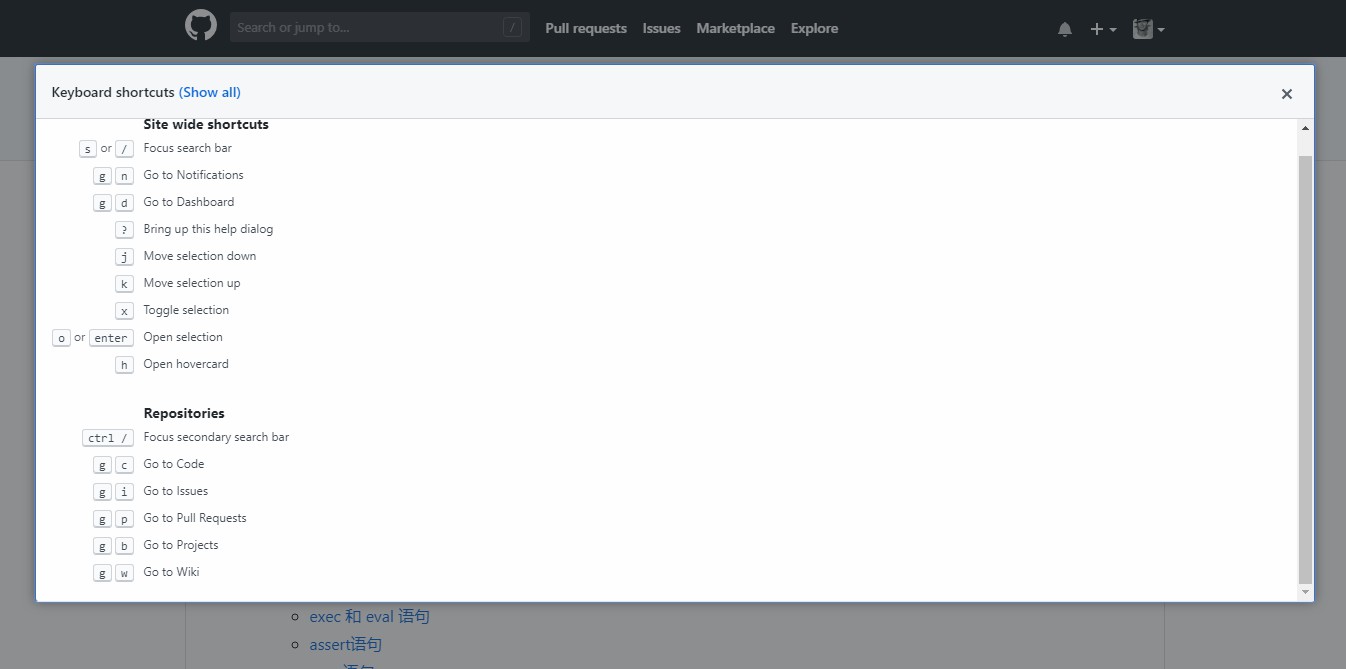 Search or jump to... /
Pull requests Issues Marketplace Explore
Keyboard shortcuts (Show all)
Site wide shortcuts
s or / Focus search bar
g n Go to Notifications
g d Go to Dashboard
? Bring up this help dialog
j Move selection down
k Move selection up
x Toggle selection
o or enter Open selection
h Open hovercard
Repositories
ctrl / Focus secondary search bar
g c Go to Code
g i Go to Issues
g p Go to Pull Requests
g b Go to Projects
g w Go to Wiki
exec 和 eval 语句
assert语句